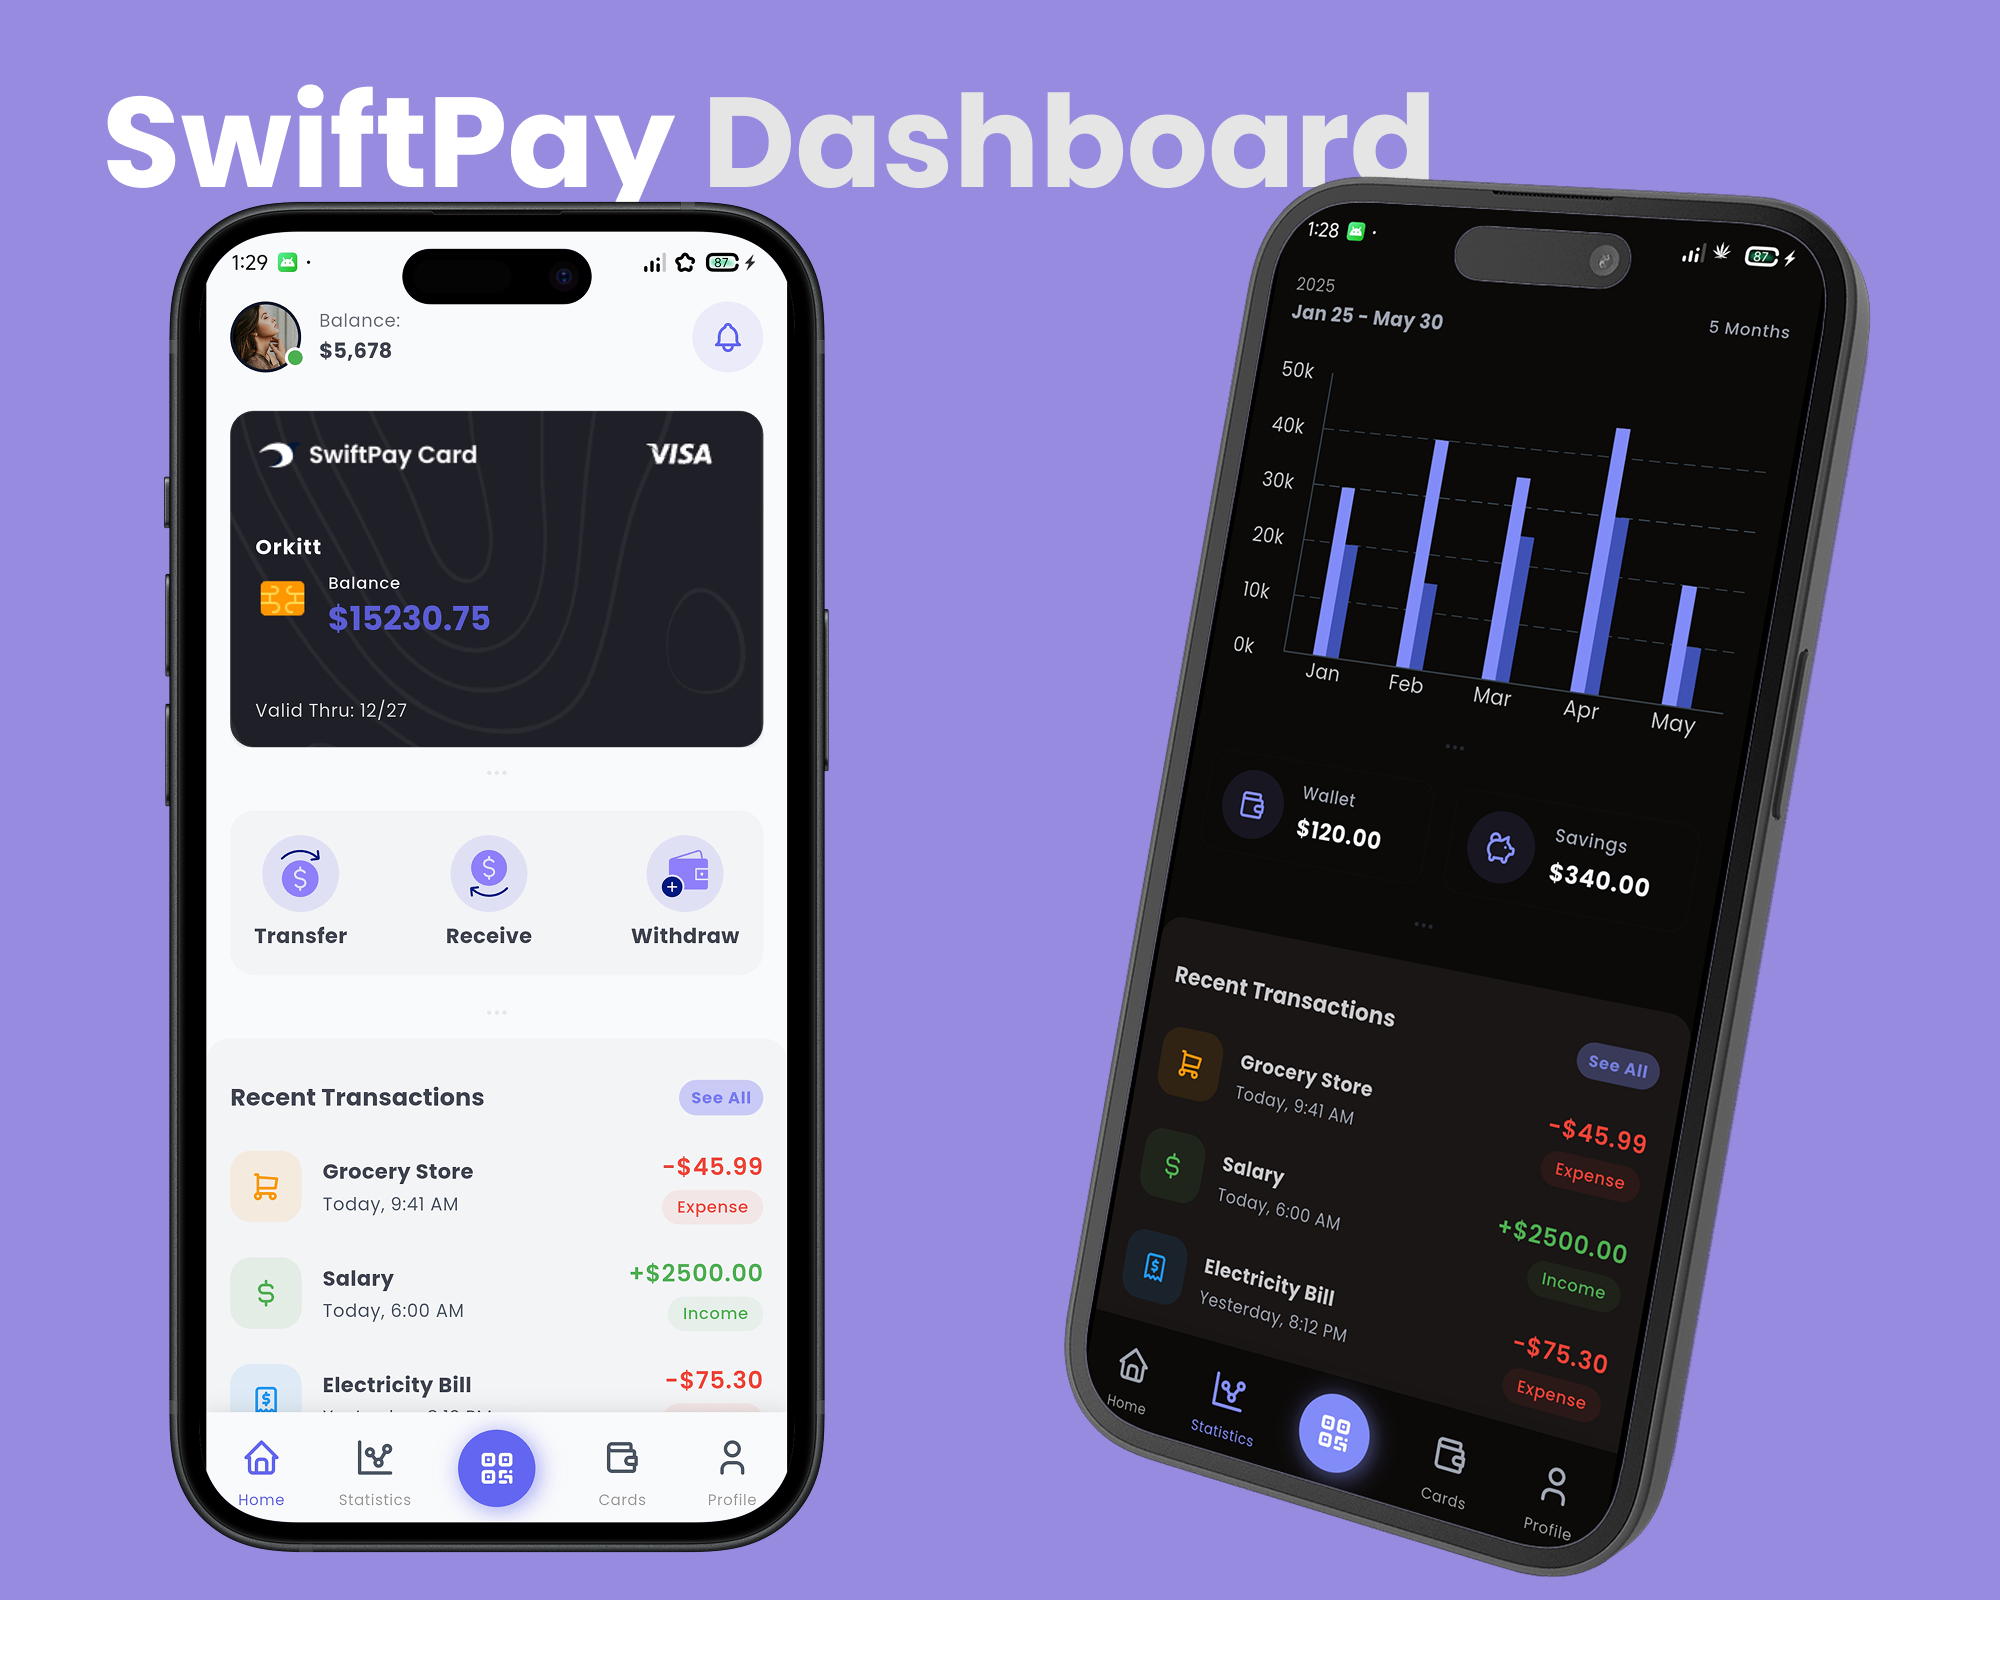 SwiftPay Dashboard
1:29
87
Balance:
$5,678
SwiftPay Card
VISA
Orkitt
Balance
$15230.75
Valid Thru: 12/27
Transfer
Receive
Withdraw
Recent Transactions
See All
Grocery Store
-$45.99
Today, 9:41 AM
Expense
Salary
+$2500.00
Today, 6:00 AM
Income
Electricity Bill
-$75.30
Home
Statistics
Cards
Profile
1:28
87
2025
Jan 25 - May 30
5 Months
50k
40k
30k
20k
10k
0k
Jan
Feb
Mar
Apr
May
Wallet
$120.00
Savings
$340.00
Recent Transactions
See All
Grocery Store
Today, 9:41 AM
-$45.99
Expense
Salary
Today, 6:00 AM
+$2500.00
Income
Electricity Bill
Yesterday, 8:12 PM
-$75.30
Expense
Home
Statistics
Cards
Profile